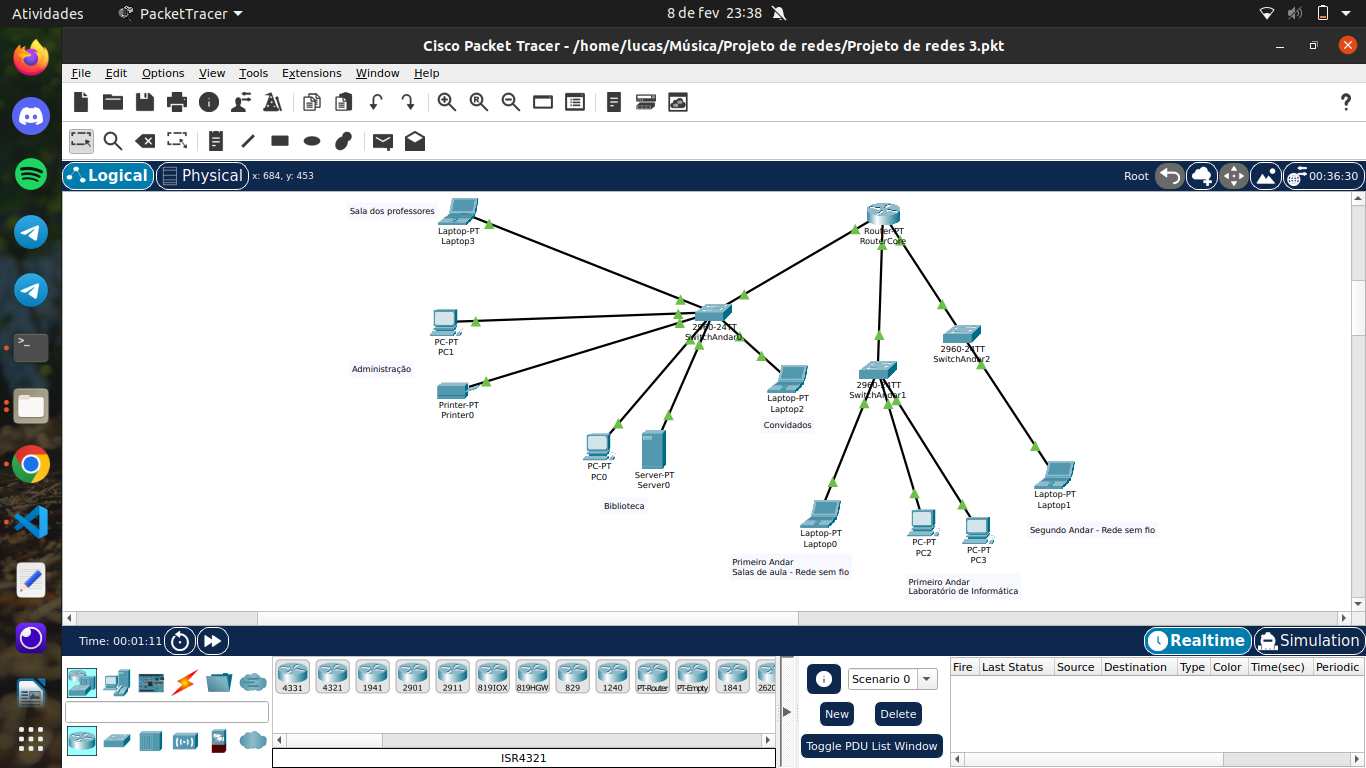 Atividades
PacketTracer
8 de fev 23:38
Cisco Packet Tracer - /home/lucas/Música/Projeto de redes/Projeto de redes 3.pkt
File Edit Options View Tools Extensions Window Help
Logical
Physical
x: 684, y: 453
Root
00:36:30
Sala dos professores
Laptop-PT
Laptop3
Router-PT
RouterCore
PC-PT
PC1
2960-24TT
SwitchAndar0
2960-24TT
SwitchAndar2
Administração
Printer-PT
Printer0
2960-24TT
SwitchAndar1
Laptop-PT
Laptop2
Convidados
PC-PT
PC0
Server-PT
Server0
Biblioteca
Laptop-PT
Laptop1
Segundo Andar - Rede sem fio
Laptop-PT
Laptop0
PC-PT
PC2
PC-PT
PC3
Primeiro Andar
Salas de aula - Rede sem fio
Primeiro Andar
Laboratório de Informática
Time: 00:01:11
Realtime
Simulation
4331 4321 1941 2901 2911 819IOX 819HGW 829 1240 PT-Router PT-Empty 1841 2620
ISR4321
Scenario 0
New
Delete
Toggle PDU List Window
Fire Last Status Source Destination Type Color Time(sec) Periodic